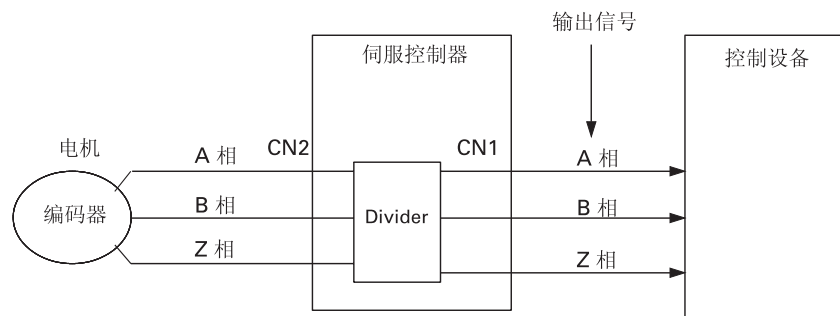 输出信号
伺服控制器
控制设备
电机
A 相
CN2
CN1
A 相
编码器
B 相
Divider
B 相
Z 相
Z 相